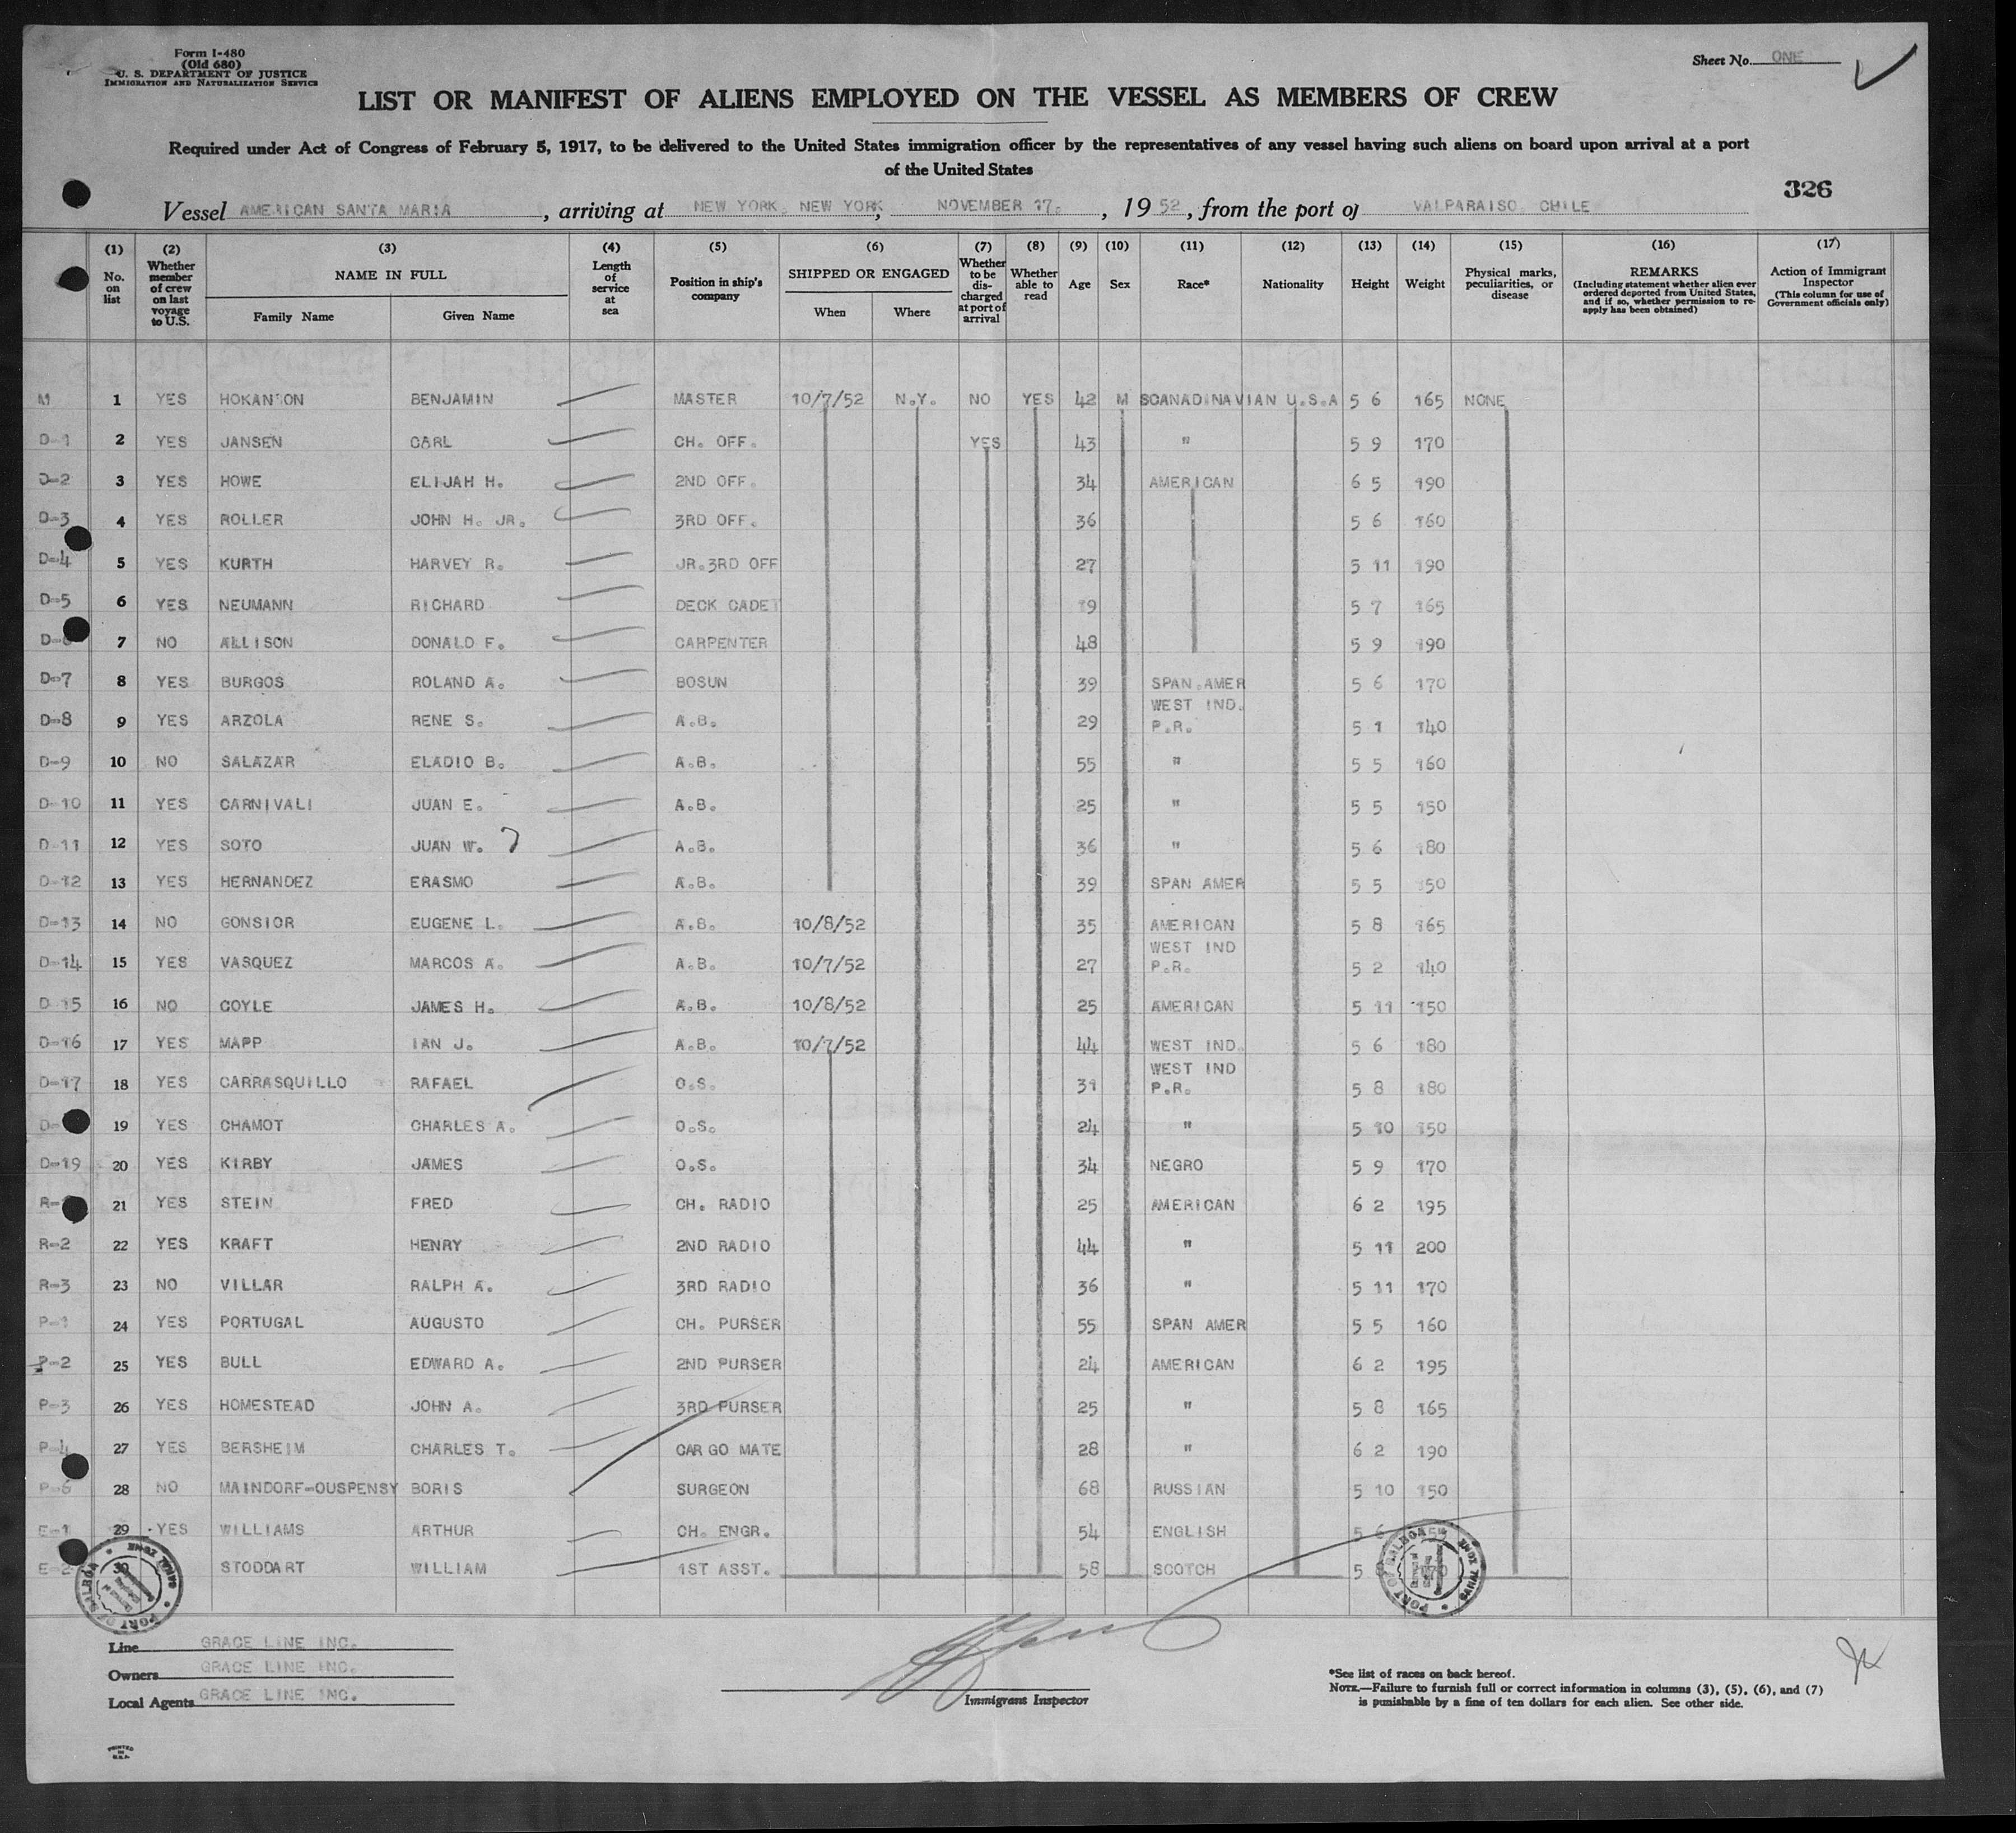 Form I-480
(Old 680)
U. S. DEPARTMENT OF JUSTICE
IMMIGRATION AND NATURALIZATION SERVICE
Sheet No. ONE
LIST OR MANIFEST OF ALIENS EMPLOYED ON THE VESSEL AS MEMBERS OF CREW
Required under Act of Congress of February 5, 1917, to be delivered to the United States immigration officer by the representatives of any vessel having such aliens on board upon arrival at a port
of the United States
326
Vessel AMERICAN SANTA MARIA, arriving at NEW YORK, NEW YORK, NOVEMBER 17, 1952, from the port of VALPARAISO, CHILE
(1) (2) (3) (4) (5) (6) (7) (8) (9) (10) (11) (12) (13) (14) (15) (16) (17)
No. on list
Whether member of crew on last voyage to U.S.
NAME IN FULL
Family Name
Given Name
Length of service at sea
Position in ship's company
SHIPPED OR ENGAGED
When
Where
Whether to be discharged at port of arrival
Whether able to read
Age
Sex
Race*
Nationality
Height
Weight
Physical marks, peculiarities, or disease
REMARKS
(Including statement whether alien ever ordered deported from United States, and if so, whether permission to re-apply has been obtained)
Action of Immigrant Inspector
(This column for use of Government officials only)
M 1 YES HOKANSON BENJAMIN MASTER 10/7/52 N.Y. NO YES 42 M SCANADINAVIAN U.S.A 5 6 165 NONE
D-1 2 YES JANSEN CARL CH. OFF. YES 43 " 5 9 170
D-2 3 YES HOWE ELIJAH H. 2ND OFF. 34 AMERICAN 6 5 190
D-3 4 YES ROLLER JOHN H. JR. 3RD OFF. 36 5 6 160
D-4 5 YES KURTH HARVEY R. JR.3RD OFF 27 5 11 190
D-5 6 YES NEUMANN RICHARD DECK CADET 19 5 7 165
D- 7 NO ALLISON DONALD F. CARPENTER 48 5 9 190
D-7 8 YES BURGOS ROLAND A. BOSUN 39 SPAN.AMER 5 6 170
D-8 9 YES ARZOLA RENE S. A.B. 29 WEST IND. P.R. 5 1 140
D-9 10 NO SALAZAR ELADIO B. A.B. 55 " 5 5 160
D-10 11 YES CARNIVALI JUAN E. A.B. 25 " 5 5 150
D-11 12 YES SOTO JUAN W. A.B. 36 " 5 6 180
D-12 13 YES HERNANDEZ ERASMO A.B. 39 SPAN AMER 5 5 150
D-13 14 NO GONSIOR EUGENE L. A.B. 10/8/52 35 AMERICAN 5 8 165
D-14 15 YES VASQUEZ MARCOS A. A.B. 10/7/52 27 WEST IND P.R. 5 2 140
D-15 16 NO COYLE JAMES H. A.B. 10/8/52 25 AMERICAN 5 11 150
D-16 17 YES MAPP IAN J. A.B. 10/7/52 44 WEST IND. 5 6 180
D-17 18 YES CARRASQUILLO RAFAEL O.S. 31 WEST IND P.R. 5 8 180
D- 19 YES CHAMOT CHARLES A. O.S. 24 " 5 10 150
D-19 20 YES KIRBY JAMES O.S. 34 NEGRO 5 9 170
R- 21 YES STEIN FRED CH. RADIO 25 AMERICAN 6 2 195
R-2 22 YES KRAFT HENRY 2ND RADIO 44 " 5 11 200
R-3 23 NO VILLAR RALPH A. 3RD RADIO 36 " 5 11 170
P-1 24 YES PORTUGAL AUGUSTO CH. PURSER 55 SPAN AMER 5 5 160
P-2 25 YES BULL EDWARD A. 2ND PURSER 24 AMERICAN 6 2 195
P-3 26 YES HOMESTEAD JOHN A. 3RD PURSER 25 " 5 8 165
P-4 27 YES BERSHEIM CHARLES T. CARGO MATE 28 " 6 2 190
P-6 28 NO MAINDORF-OUSPENSY BORIS SURGEON 68 RUSSIAN 5 10 150
E-1 29 YES WILLIAMS ARTHUR CH. ENGR. 54 ENGLISH 5 6
E-2 30 STODDART WILLIAM 1ST ASST. 58 SCOTCH 5 170
PORT OF BALBOA CANAL ZONE
PORT OF BALBOA CANAL ZONE
Line GRACE LINE INC.
Owners GRACE LINE INC.
Local Agents GRACE LINE INC.
Immigrant Inspector
*See list of races on back hereof.
NOTE.—Failure to furnish full or correct information in columns (3), (5), (6), and (7)
is punishable by a fine of ten dollars for each alien. See other side.
PRINTED
IN
U.S.A.